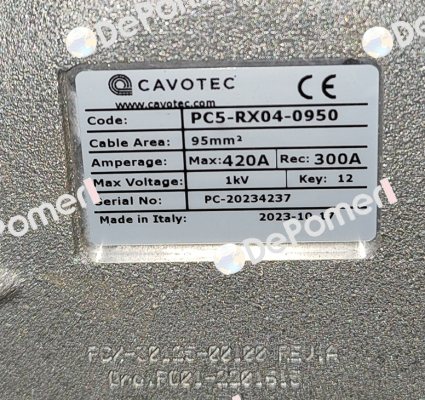 DePomeri
CAVOTEC CE
www.cavotec.com
Code: PC5-RX04-0950
Cable Area: 95mm²
Amperage: Max:420A Rec:300A
Max Voltage: 1kV Key: 12
Serial No: PC-20234237
Made in Italy: 2023-10-17
DePomeri